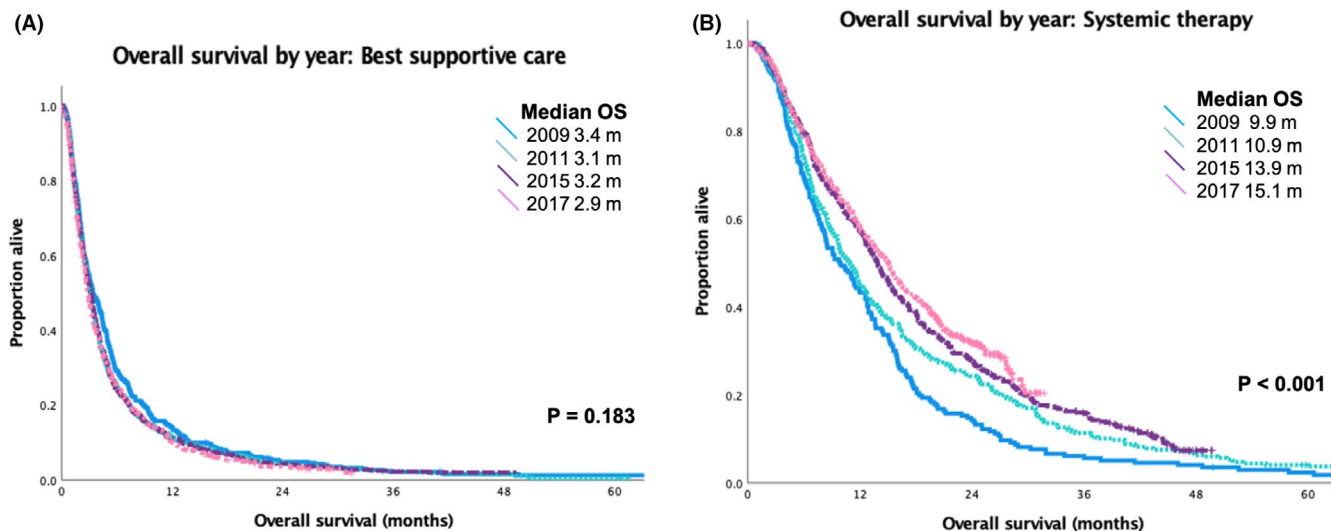 (A)
Overall survival by year: Best supportive care
Median OS
2009 3.4 m
2011 3.1 m
2015 3.2 m
2017 2.9 m
P = 0.183
Proportion alive
1.0
0.8
0.6
0.4
0.2
0.0
0 12 24 36 48 60
Overall survival (months)
(B)
Overall survival by year: Systemic therapy
Median OS
2009 9.9 m
2011 10.9 m
2015 13.9 m
2017 15.1 m
P < 0.001
Proportion alive
1.0
0.8
0.6
0.4
0.2
0.0
0 12 24 36 48 60
Overall survival (months)